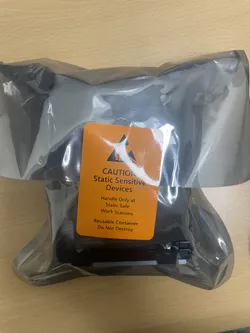 CAUTION
Static Sensitive
Devices
Handle Only at
Static Safe
Work Stations
Reusable Container
Do Not Destroy